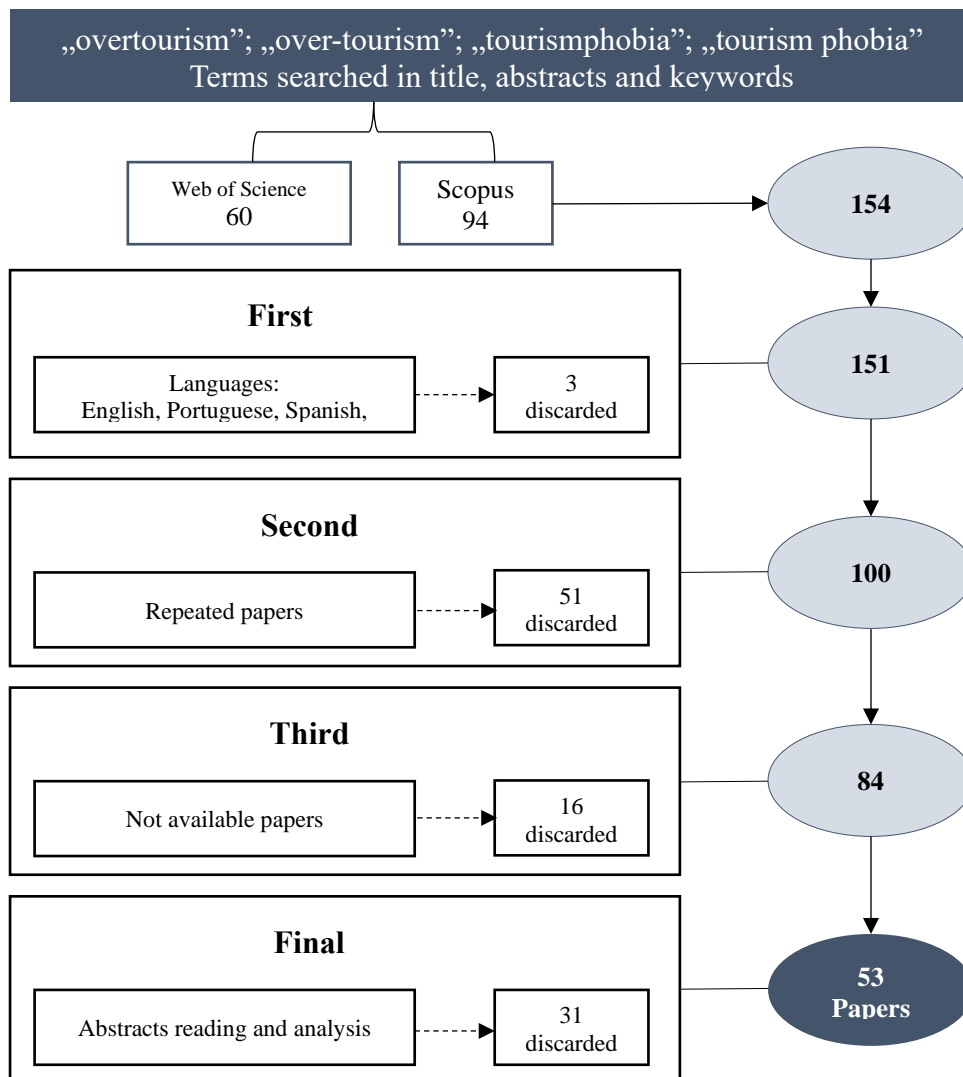 „overtourism”; „over-tourism”; „tourismphobia”; „tourism phobia”
Terms searched in title, abstracts and keywords
Web of Science
60
Scopus
94
154
First
Languages:
English, Portuguese, Spanish,
3
discarded
151
Second
Repeated papers
51
discarded
100
Third
Not available papers
16
discarded
84
Final
Abstracts reading and analysis
31
discarded
53
Papers